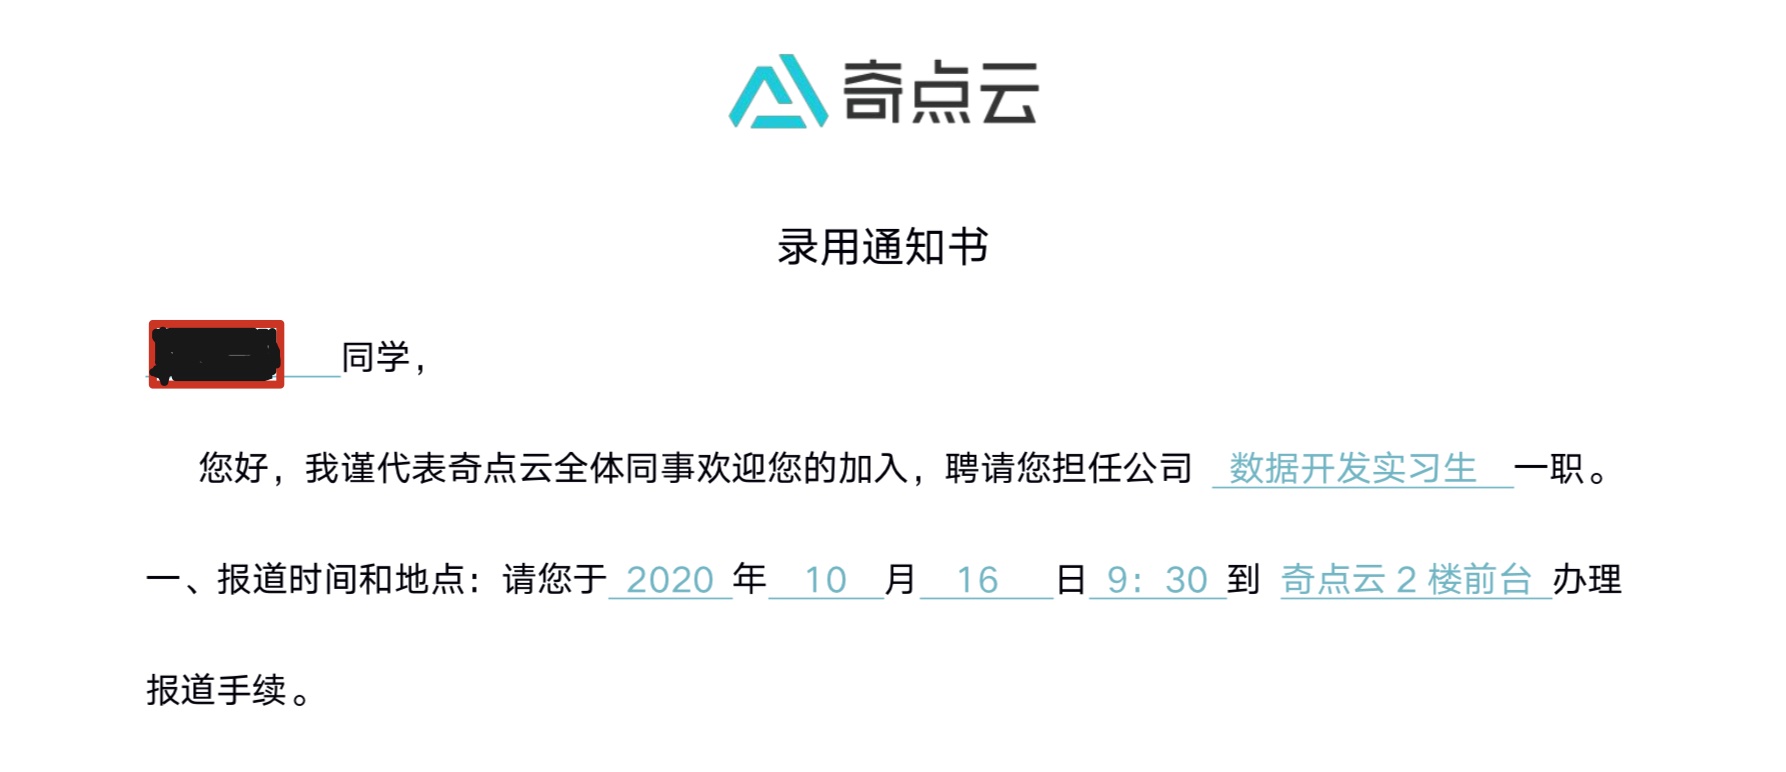 奇点云
录用通知书
同学，
您好，我谨代表奇点云全体同事欢迎您的加入，聘请您担任公司 数据开发实习生 一职。
一、报道时间和地点：请您于 2020 年 10 月 16 日 9：30 到 奇点云 2 楼前台 办理
报道手续。